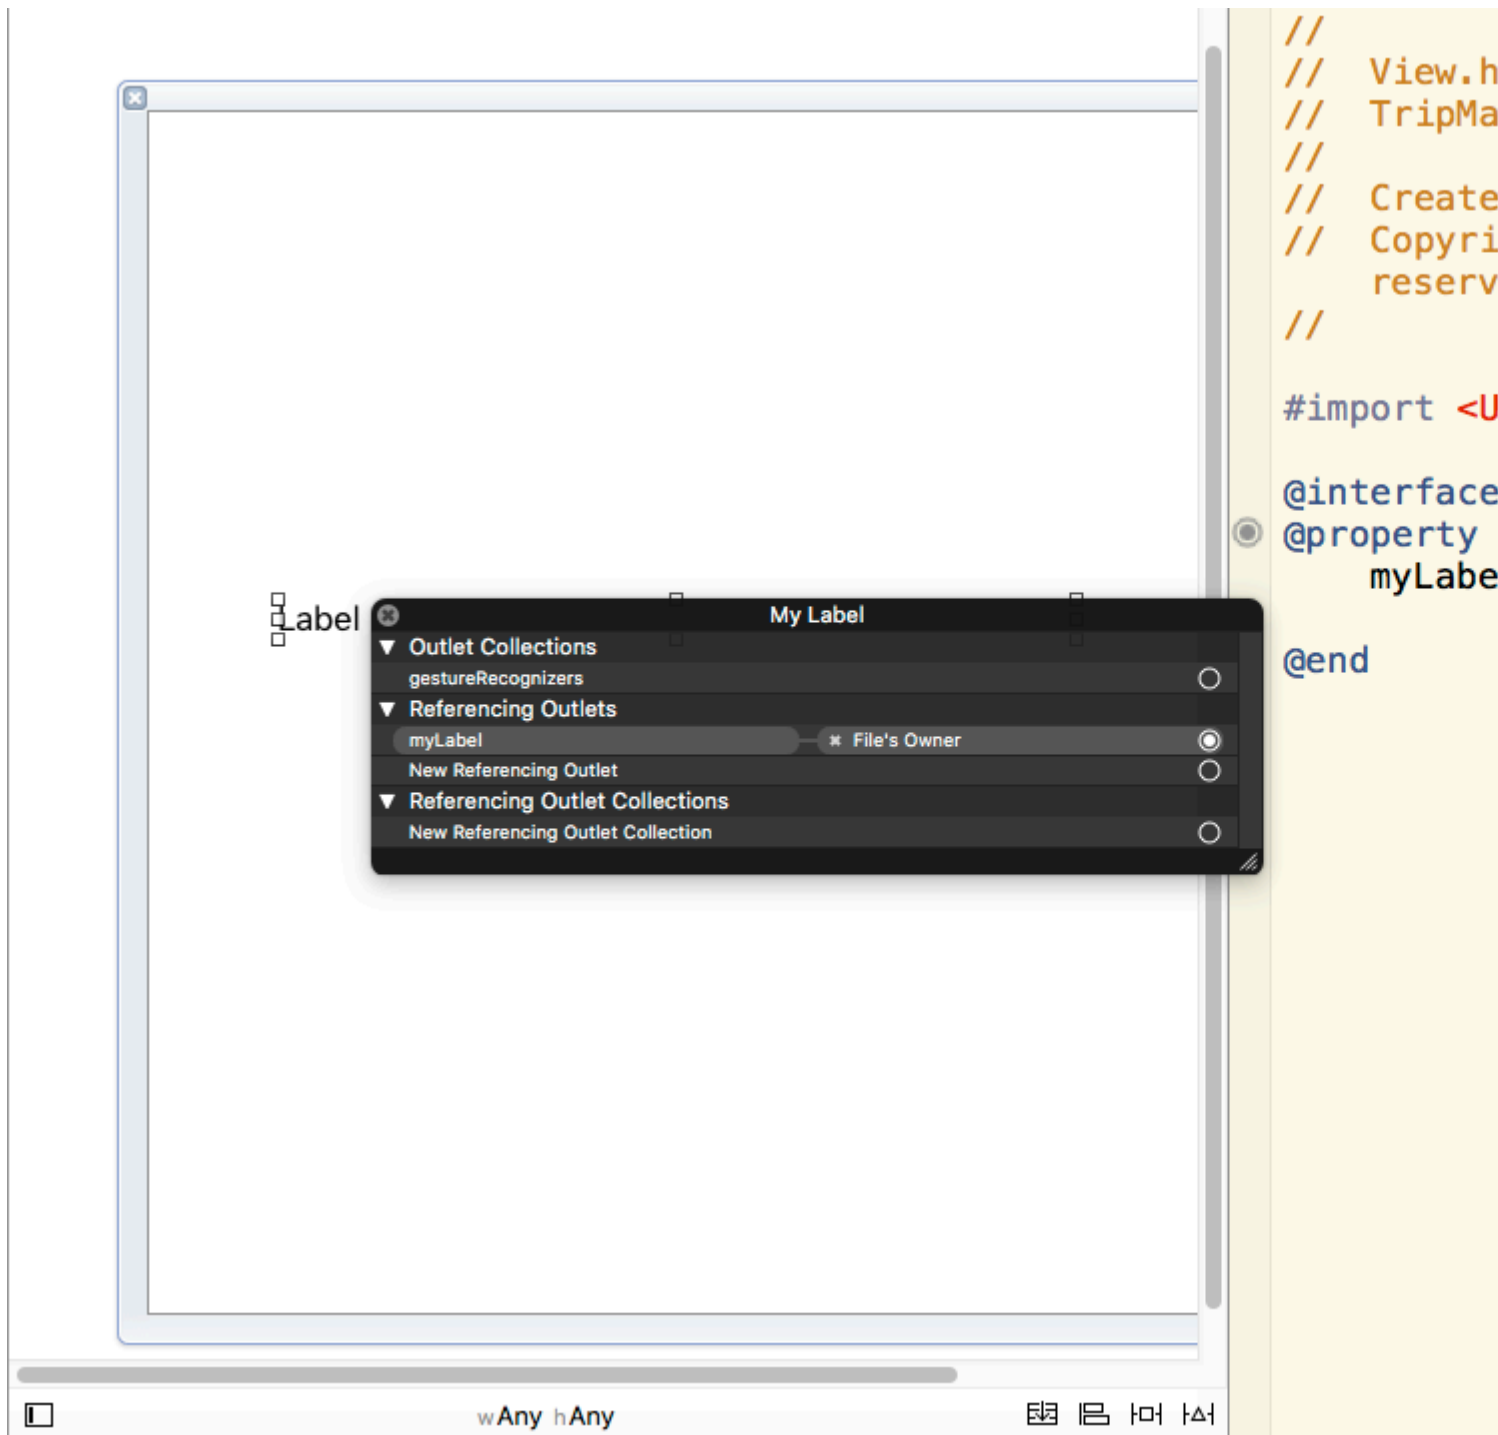 Label
My Label
Outlet Collections
gestureRecognizers
Referencing Outlets
myLabel
File's Owner
New Referencing Outlet
Referencing Outlet Collections
New Referencing Outlet Collection
wAny hAny
//
// View.h
// TripMa
//
// Create
// Copyri
reserv
//
#import <U
@interface
@property
myLabe
@end